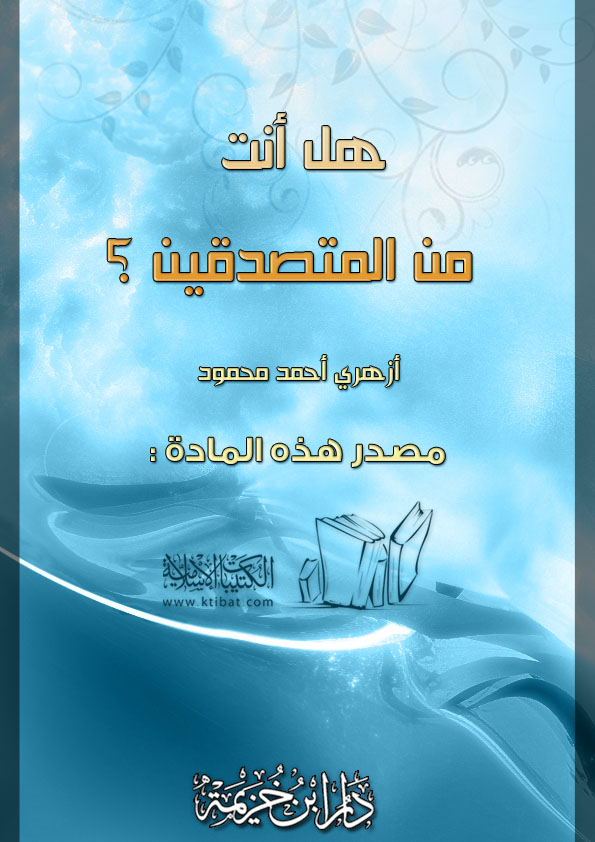 هل أنت
من المتصدقين ؟
أزهري أحمد محمود
مصدر هذه المادة :
الكتيبات الإسلامية
www.ktibat.com
دار ابن خزيمة